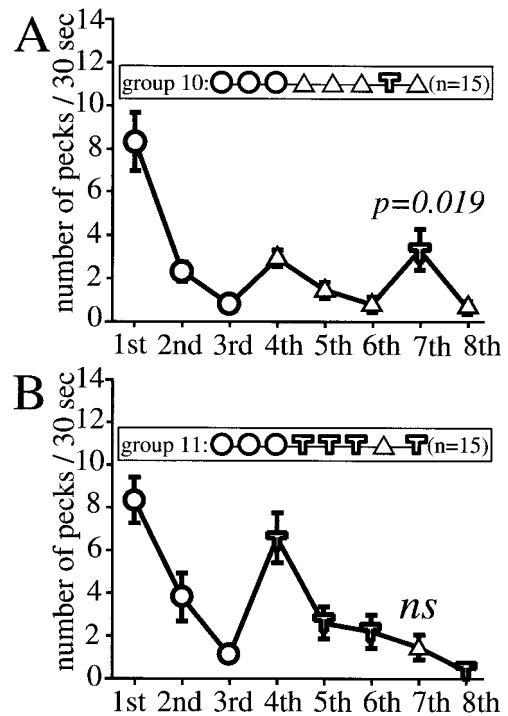 A
number of pecks / 30 sec
14
12
10
8
6
4
2
0
group 10:
(n=15)
p=0.019
1st 2nd 3rd 4th 5th 6th 7th 8th
B
number of pecks / 30 sec
14
12
10
8
6
4
2
0
group 11:
(n=15)
ns
1st 2nd 3rd 4th 5th 6th 7th 8th